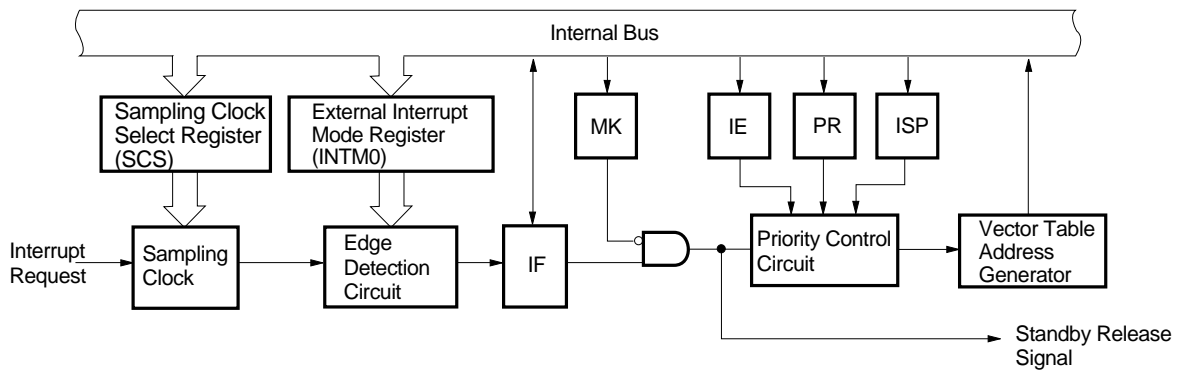 Internal Bus
Sampling Clock
Select Register
(SCS)
External Interrupt
Mode Register
(INTM0)
MK
IE
PR
ISP
Interrupt
Request
Sampling
Clock
Edge
Detection
Circuit
IF
Priority Control
Circuit
Vector Table
Address
Generator
Standby Release
Signal